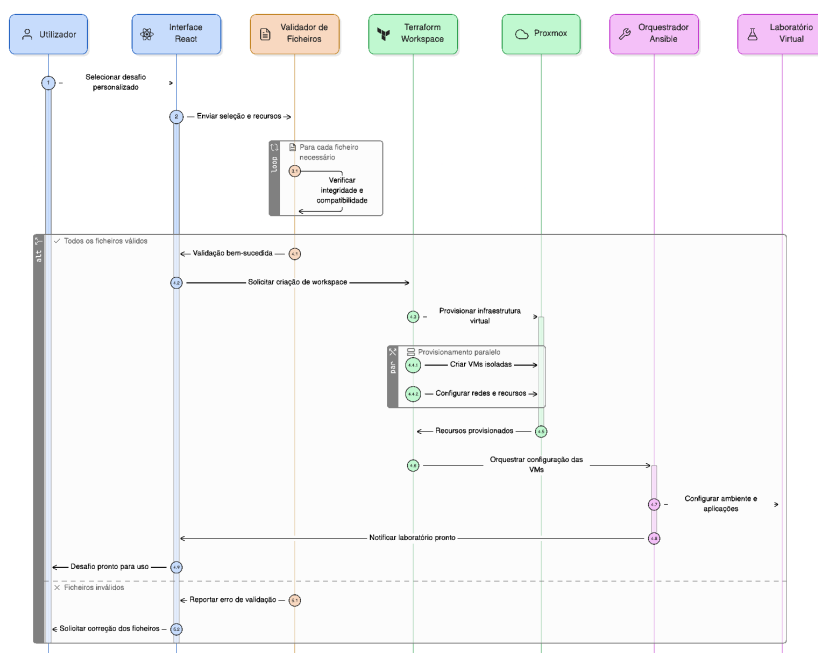 Utilizador
Interface
React
Validador de
Ficheiros
Terraform
Workspace
Proxmox
Orquestrador
Ansible
Laboratório
Virtual
1
Selecionar desafio
personalizado
2
Enviar seleção e recursos
loop
Para cada ficheiro
necessário
3.1
Verificar
integridade e
compatibilidade
alt
Todos os ficheiros válidos
Validação bem-sucedida
4.1
4.2
Solicitar criação de workspace
4.3
Provisionar infraestrutura
virtual
par
Provisionamento paralelo
4.4.1
Criar VMs isoladas
4.4.2
Configurar redes e recursos
Recursos provisionados
4.5
4.6
Orquestrar configuração das
VMs
4.7
Configurar ambiente e
aplicações
Notificar laboratório pronto
4.8
Desafio pronto para uso
4.9
Ficheiros inválidos
Reportar erro de validação
5.1
Solicitar correção dos ficheiros
5.2